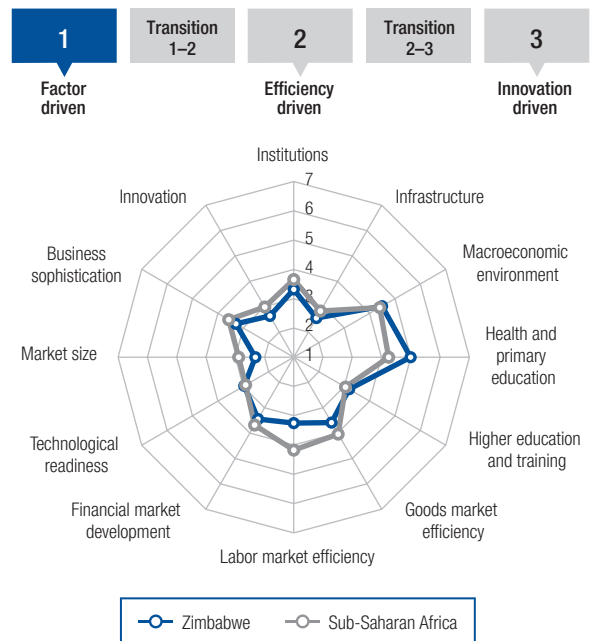 1
Transition
1–2
2
Transition
2–3
3
Factor
driven
Efficiency
driven
Innovation
driven
Institutions
Infrastructure
Macroeconomic
environment
Health and
primary
education
Higher education
and training
Goods market
efficiency
Labor market efficiency
Financial market
development
Technological
readiness
Market size
Business
sophistication
Innovation
7
6
5
4
3
2
1
Zimbabwe
Sub-Saharan Africa